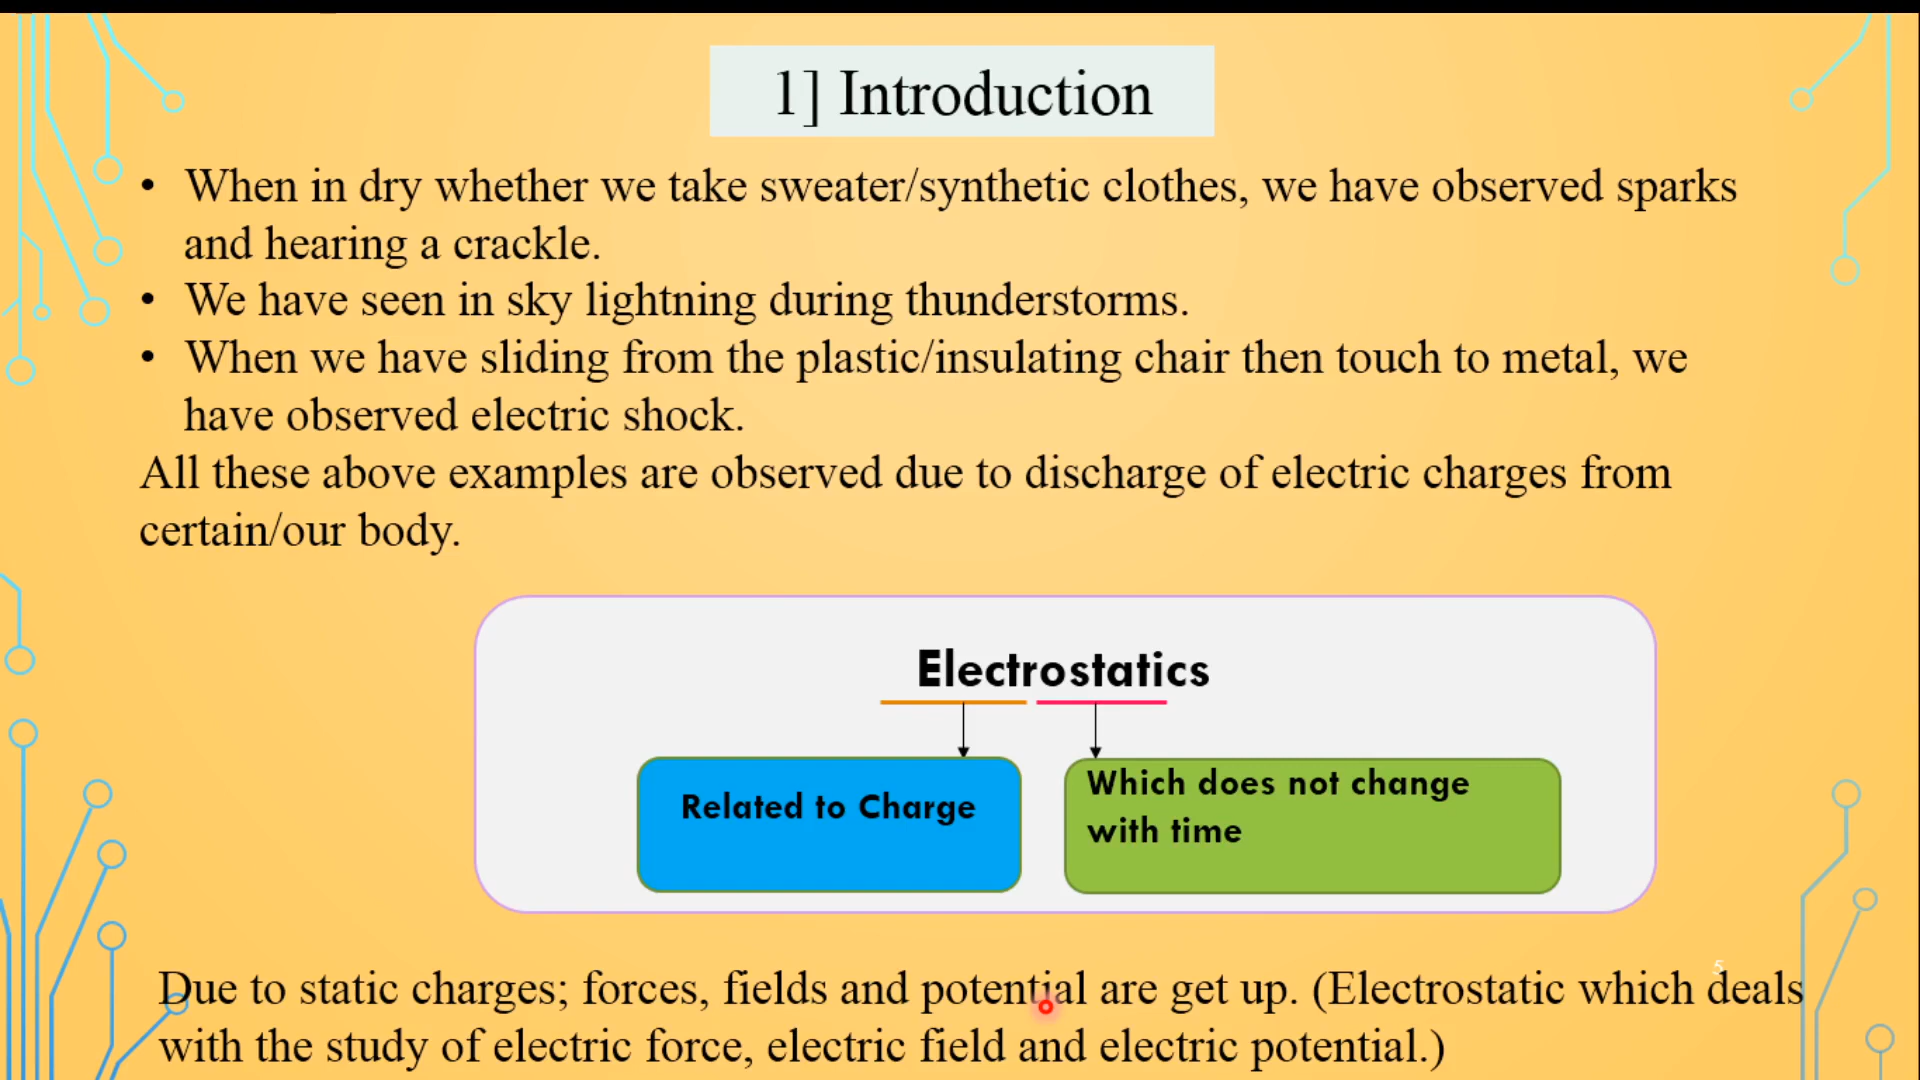 1] Introduction
• When in dry whether we take sweater/synthetic clothes, we have observed sparks
and hearing a crackle.
• We have seen in sky lightning during thunderstorms.
• When we have sliding from the plastic/insulating chair then touch to metal, we
have observed electric shock.
All these above examples are observed due to discharge of electric charges from
certain/our body.
Electrostatics
Related to Charge
Which does not change
with time
5
Due to static charges; forces, fields and potential are get up. (Electrostatic which deals
with the study of electric force, electric field and electric potential.)